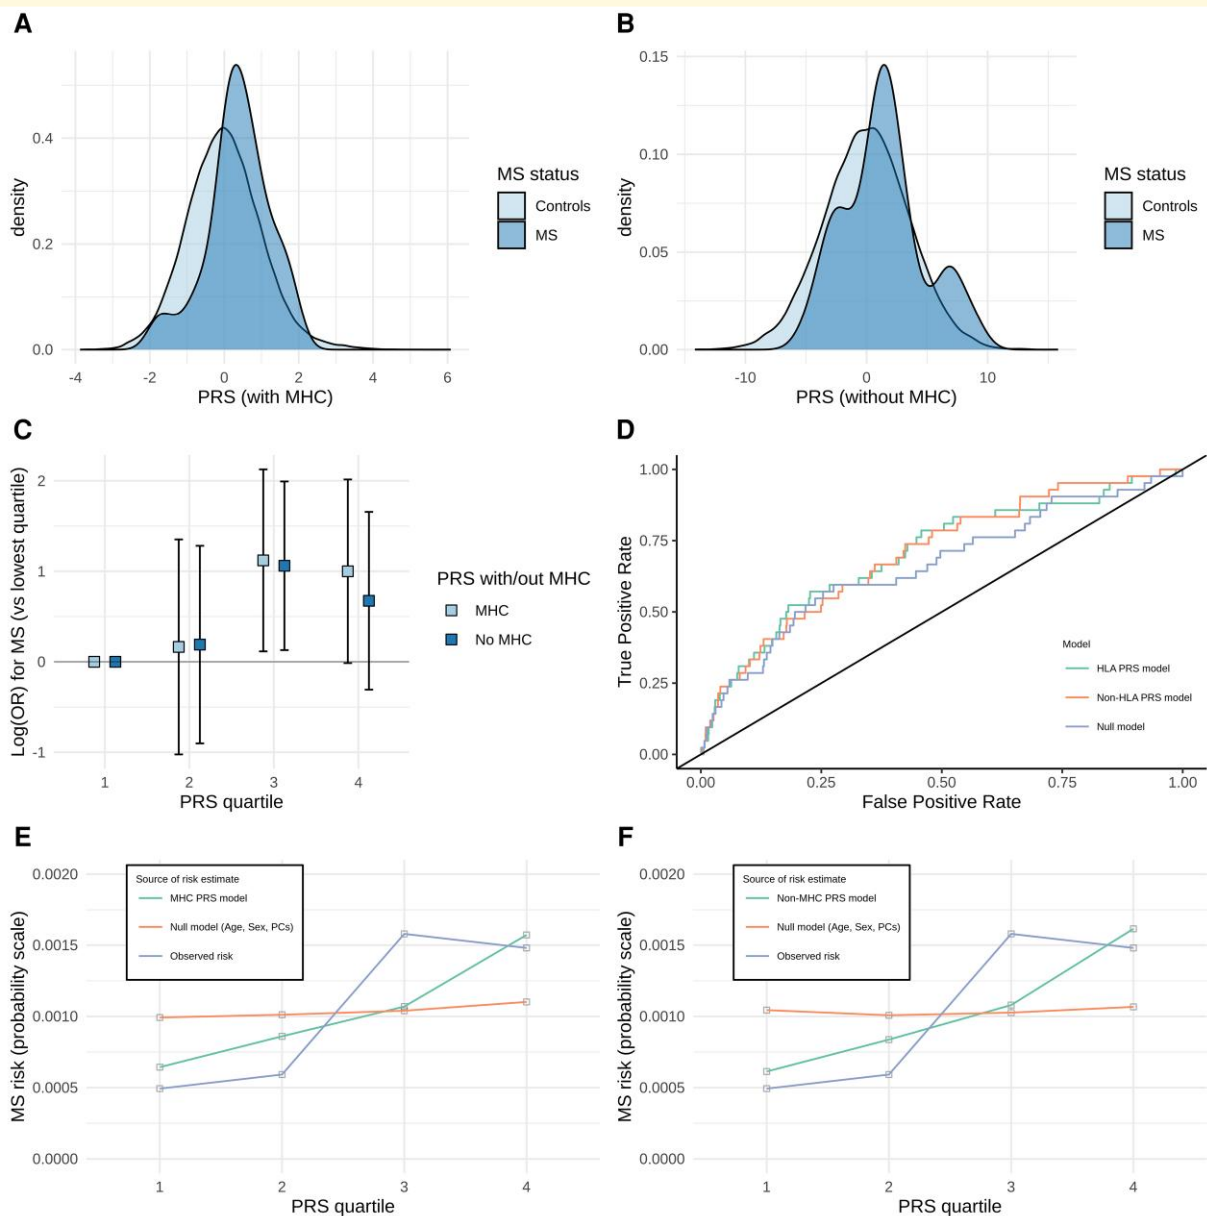 A
density
0.4
0.2
0.0
-4 -2 0 2 4 6
PRS (with MHC)
MS status
Controls
MS
B
density
0.15
0.10
0.05
0.00
-10 0 10
PRS (without MHC)
MS status
Controls
MS
C
Log(OR) for MS (vs lowest quartile)
2
1
0
-1
1 2 3 4
PRS quartile
PRS with/out MHC
MHC
No MHC
D
True Positive Rate
1.00
0.75
0.50
0.25
0.00
0.00 0.25 0.50 0.75 1.00
False Positive Rate
Model
HLA PRS model
Non-HLA PRS model
Null model
E
MS risk (probability scale)
0.0020
0.0015
0.0010
0.0005
0.0000
1 2 3 4
PRS quartile
Source of risk estimate
MHC PRS model
Null model (Age, Sex, PCs)
Observed risk
F
MS risk (probability scale)
0.0020
0.0015
0.0010
0.0005
0.0000
1 2 3 4
PRS quartile
Source of risk estimate
Non-MHC PRS model
Null model (Age, Sex, PCs)
Observed risk